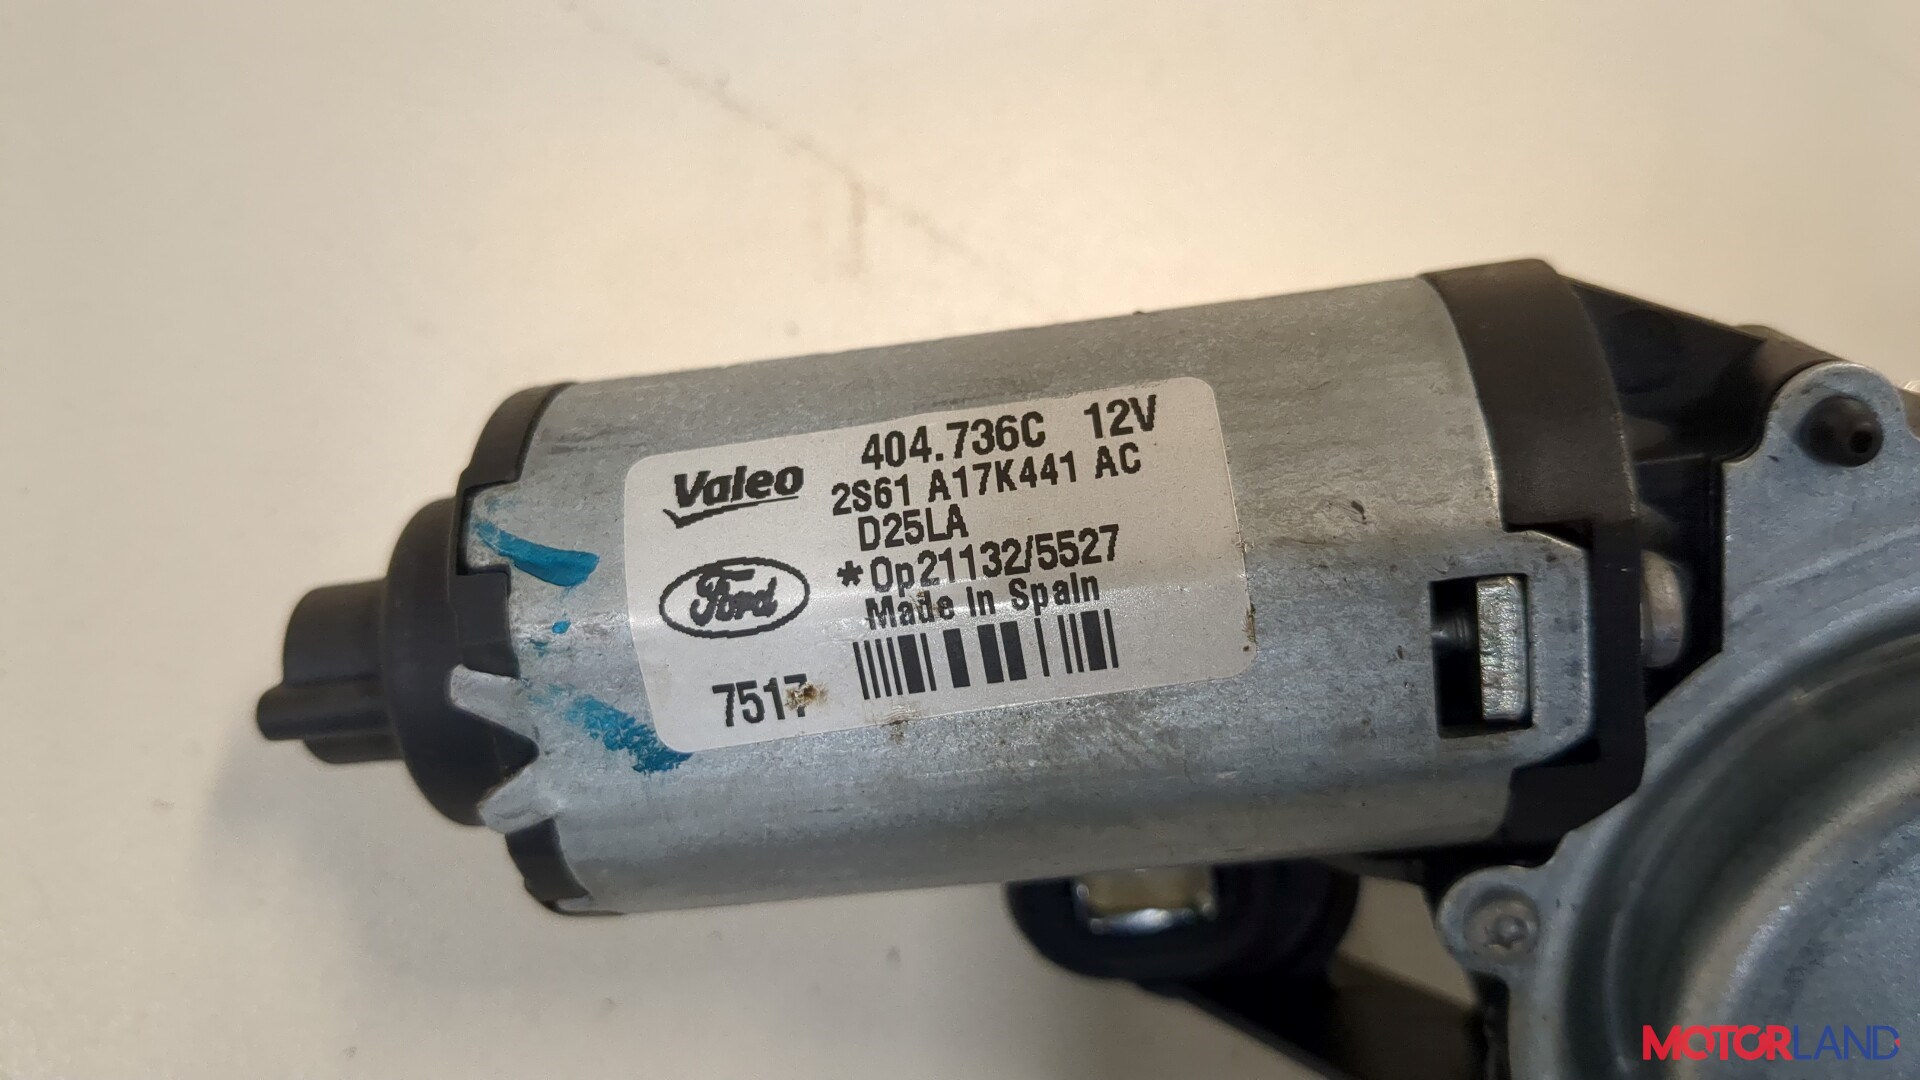 Valeo
404.736C 12V
2S61 A17K441 AC
D25LA
*Op21132/5527
Made In Spain
Ford
7517
MOTORLAND